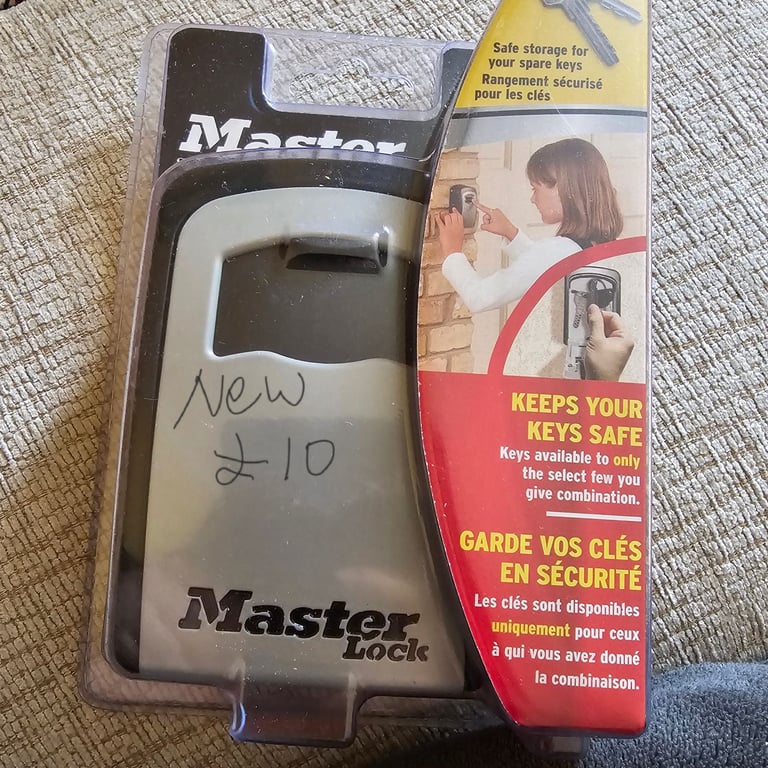 Safe storage for
your spare keys
Rangement sécurisé
pour les clés
Master
New
£10
Master
Lock
KEEPS YOUR
KEYS SAFE
Keys available to only
the select few you
give combination.
GARDE VOS CLÉS
EN SÉCURITÉ
Les clés sont disponibles
uniquement pour ceux
à qui vous avez donné
la combinaison.